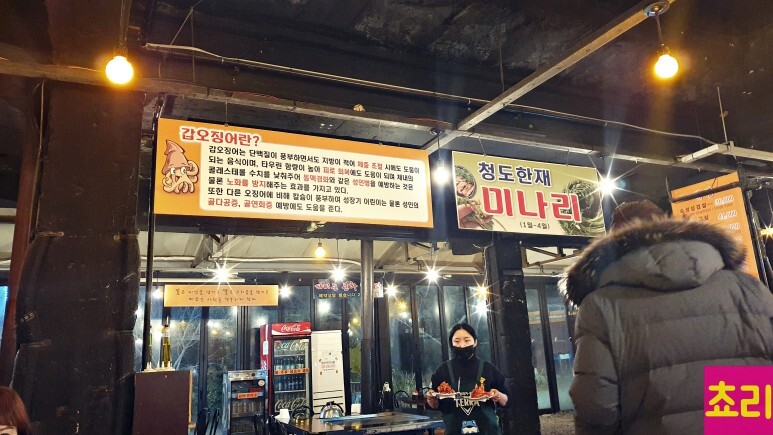 갑오징어란?
갑오징어는 단백질이 풍부하면서도 지방이 적어 체중 조절 시에도 도움이
되는 음식이며, 타우린 함량이 높아 피로 회복에도 도움이 되며 체내의
콜레스테롤 수치를 낮춰주어 동맥경화와 같은 성인병을 예방하는 것은
물론 노화를 방지해주는 효과를 가지고 있다.
또한 다른 오징어에 비해 칼슘이 풍부하여 성장기 어린이는 물론 성인의
골다공증, 골연화증 예방에도 도움을 준다.
청도한재
미나리
(1월~4월)
Coca-Cola
쵸리